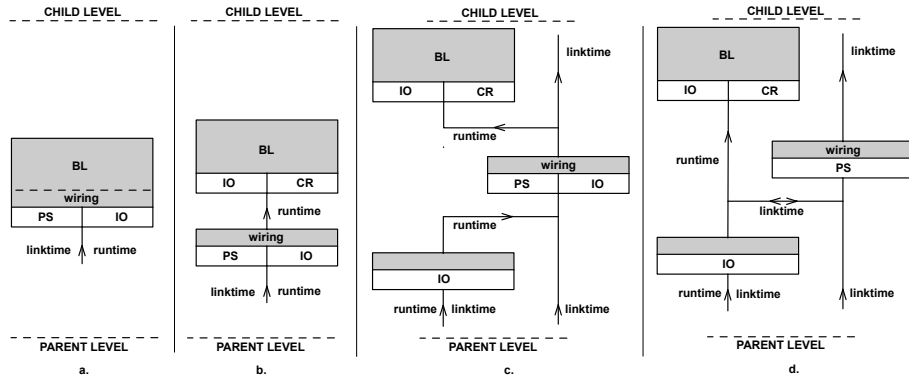 CHILD LEVEL
BL
wiring
PS IO
linktime runtime
PARENT LEVEL
a.
CHILD LEVEL
BL
IO CR
runtime
wiring
PS IO
linktime runtime
PARENT LEVEL
b.
CHILD LEVEL
BL
IO CR
linktime
runtime
wiring
PS IO
runtime
IO
runtime linktime
linktime
PARENT LEVEL
c.
CHILD LEVEL
BL
IO CR
linktime
runtime
wiring
PS
linktime
IO
runtime linktime
linktime
PARENT LEVEL
d.